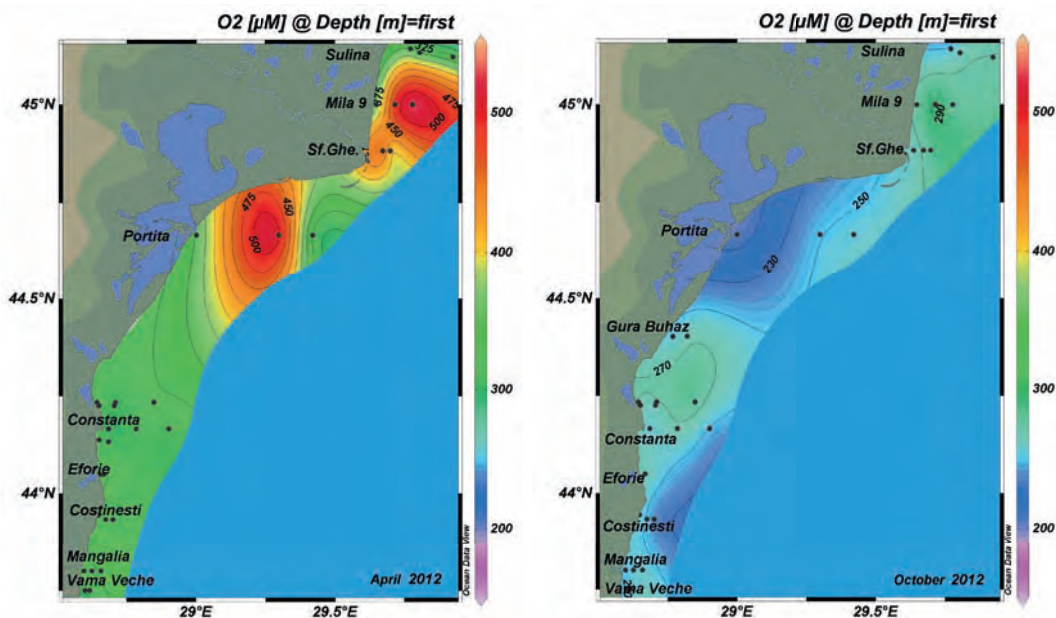 O2 [µM] @ Depth [m]=first
Sulina
325
45°N
Mila 9
375
475
500
450
Sf.Ghe.
475
450
Portita
500
44.5°N
Constanta
Eforie
44°N
Costinesti
Mangalia
Vama Veche
April 2012
29°E
29.5°E
500
400
300
200
Ocean Data View
O2 [µM] @ Depth [m]=first
Sulina
45°N
Mila 9
290
Sf.Ghe.
250
Portita
230
44.5°N
Gura Buhaz
270
Constanta
Eforie
44°N
Costinesti
Mangalia
Vama Veche
October 2012
29°E
29.5°E
500
400
300
200
Ocean Data View